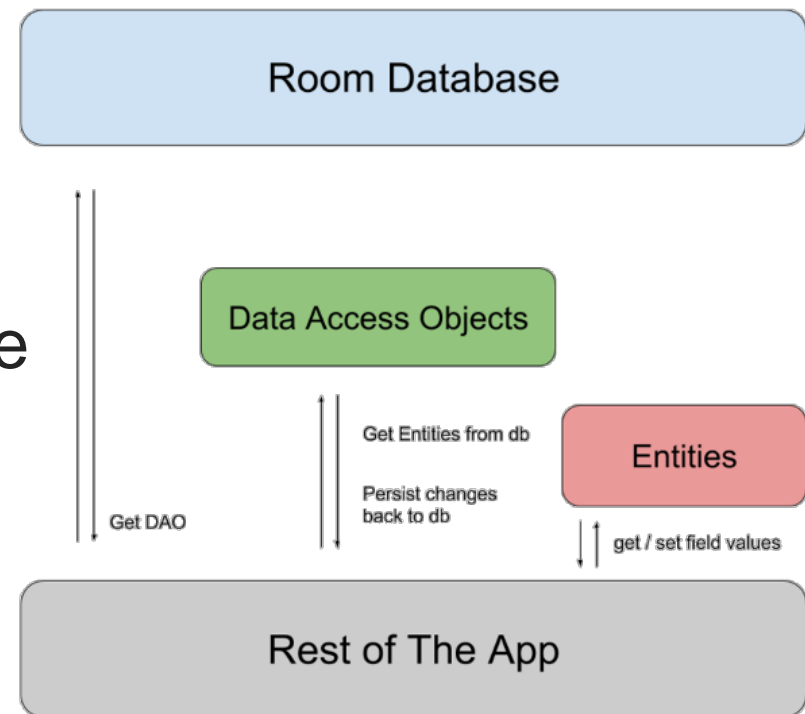 Room Database
Data Access Objects
e
Get Entities from db
Entities
Persist changes
back to db
Get DAO
get / set field values
Rest of The App